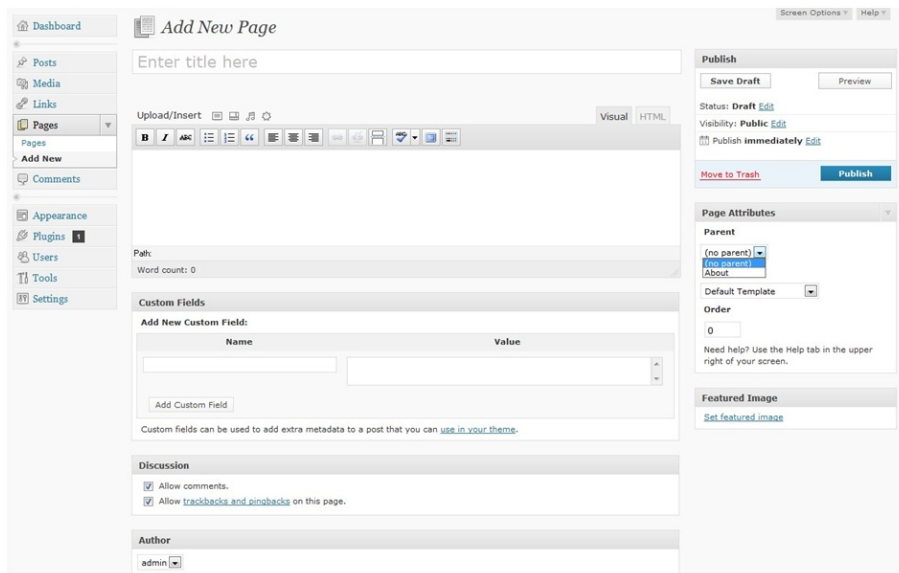 Screen Options Help
Dashboard
Add New Page
Posts
Media
Links
Pages
Pages
Add New
Comments
Appearance
Plugins 1
Users
Tools
Settings
Enter title here
Upload/Insert
Visual HTML
B I ABC “ ABC
Path:
Word count: 0
Custom Fields
Add New Custom Field:
Name Value
Add Custom Field
Custom fields can be used to add extra metadata to a post that you can use in your theme.
Discussion
Allow comments.
Allow trackbacks and pingbacks on this page.
Author
admin
Publish
Save Draft Preview
Status: Draft Edit
Visibility: Public Edit
Publish immediately Edit
Move to Trash Publish
Page Attributes
Parent
(no parent)
(no parent)
About
Default Template
Order
0
Need help? Use the Help tab in the upper
right of your screen.
Featured Image
Set featured image